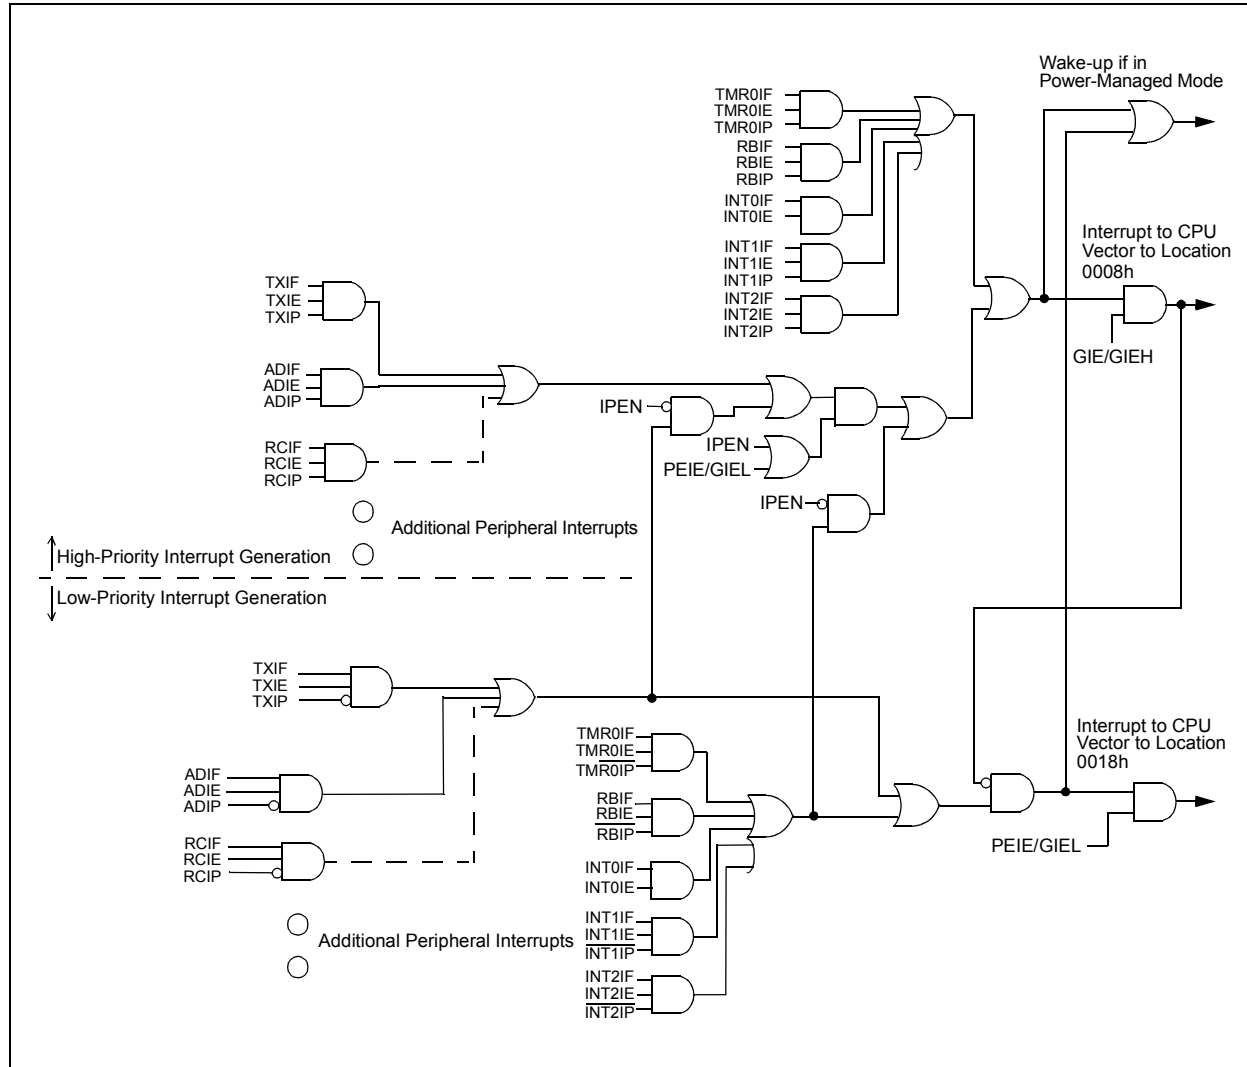 Wake-up if in
Power-Managed Mode
TMR0IF
TMR0IE
TMR0IP
RBIF
RBIE
RBIP
INT0IF
INT0IE
INT1IF
INT1IE
INT1IP
INT2IF
INT2IE
INT2IP
Interrupt to CPU
Vector to Location
0008h
GIE/GIEH
TXIF
TXIE
TXIP
ADIF
ADIE
ADIP
RCIF
RCIE
RCIP
IPEN
IPEN
PEIE/GIEL
IPEN
Additional Peripheral Interrupts
High-Priority Interrupt Generation
Low-Priority Interrupt Generation
TXIF
TXIE
TXIP
ADIF
ADIE
ADIP
RCIF
RCIE
RCIP
Additional Peripheral Interrupts
TMR0IF
TMR0IE
TMR0IP
RBIF
RBIE
RBIP
INT0IF
INT0IE
INT1IF
INT1IE
INT1IP
INT2IF
INT2IE
INT2IP
Interrupt to CPU
Vector to Location
0018h
PEIE/GIEL